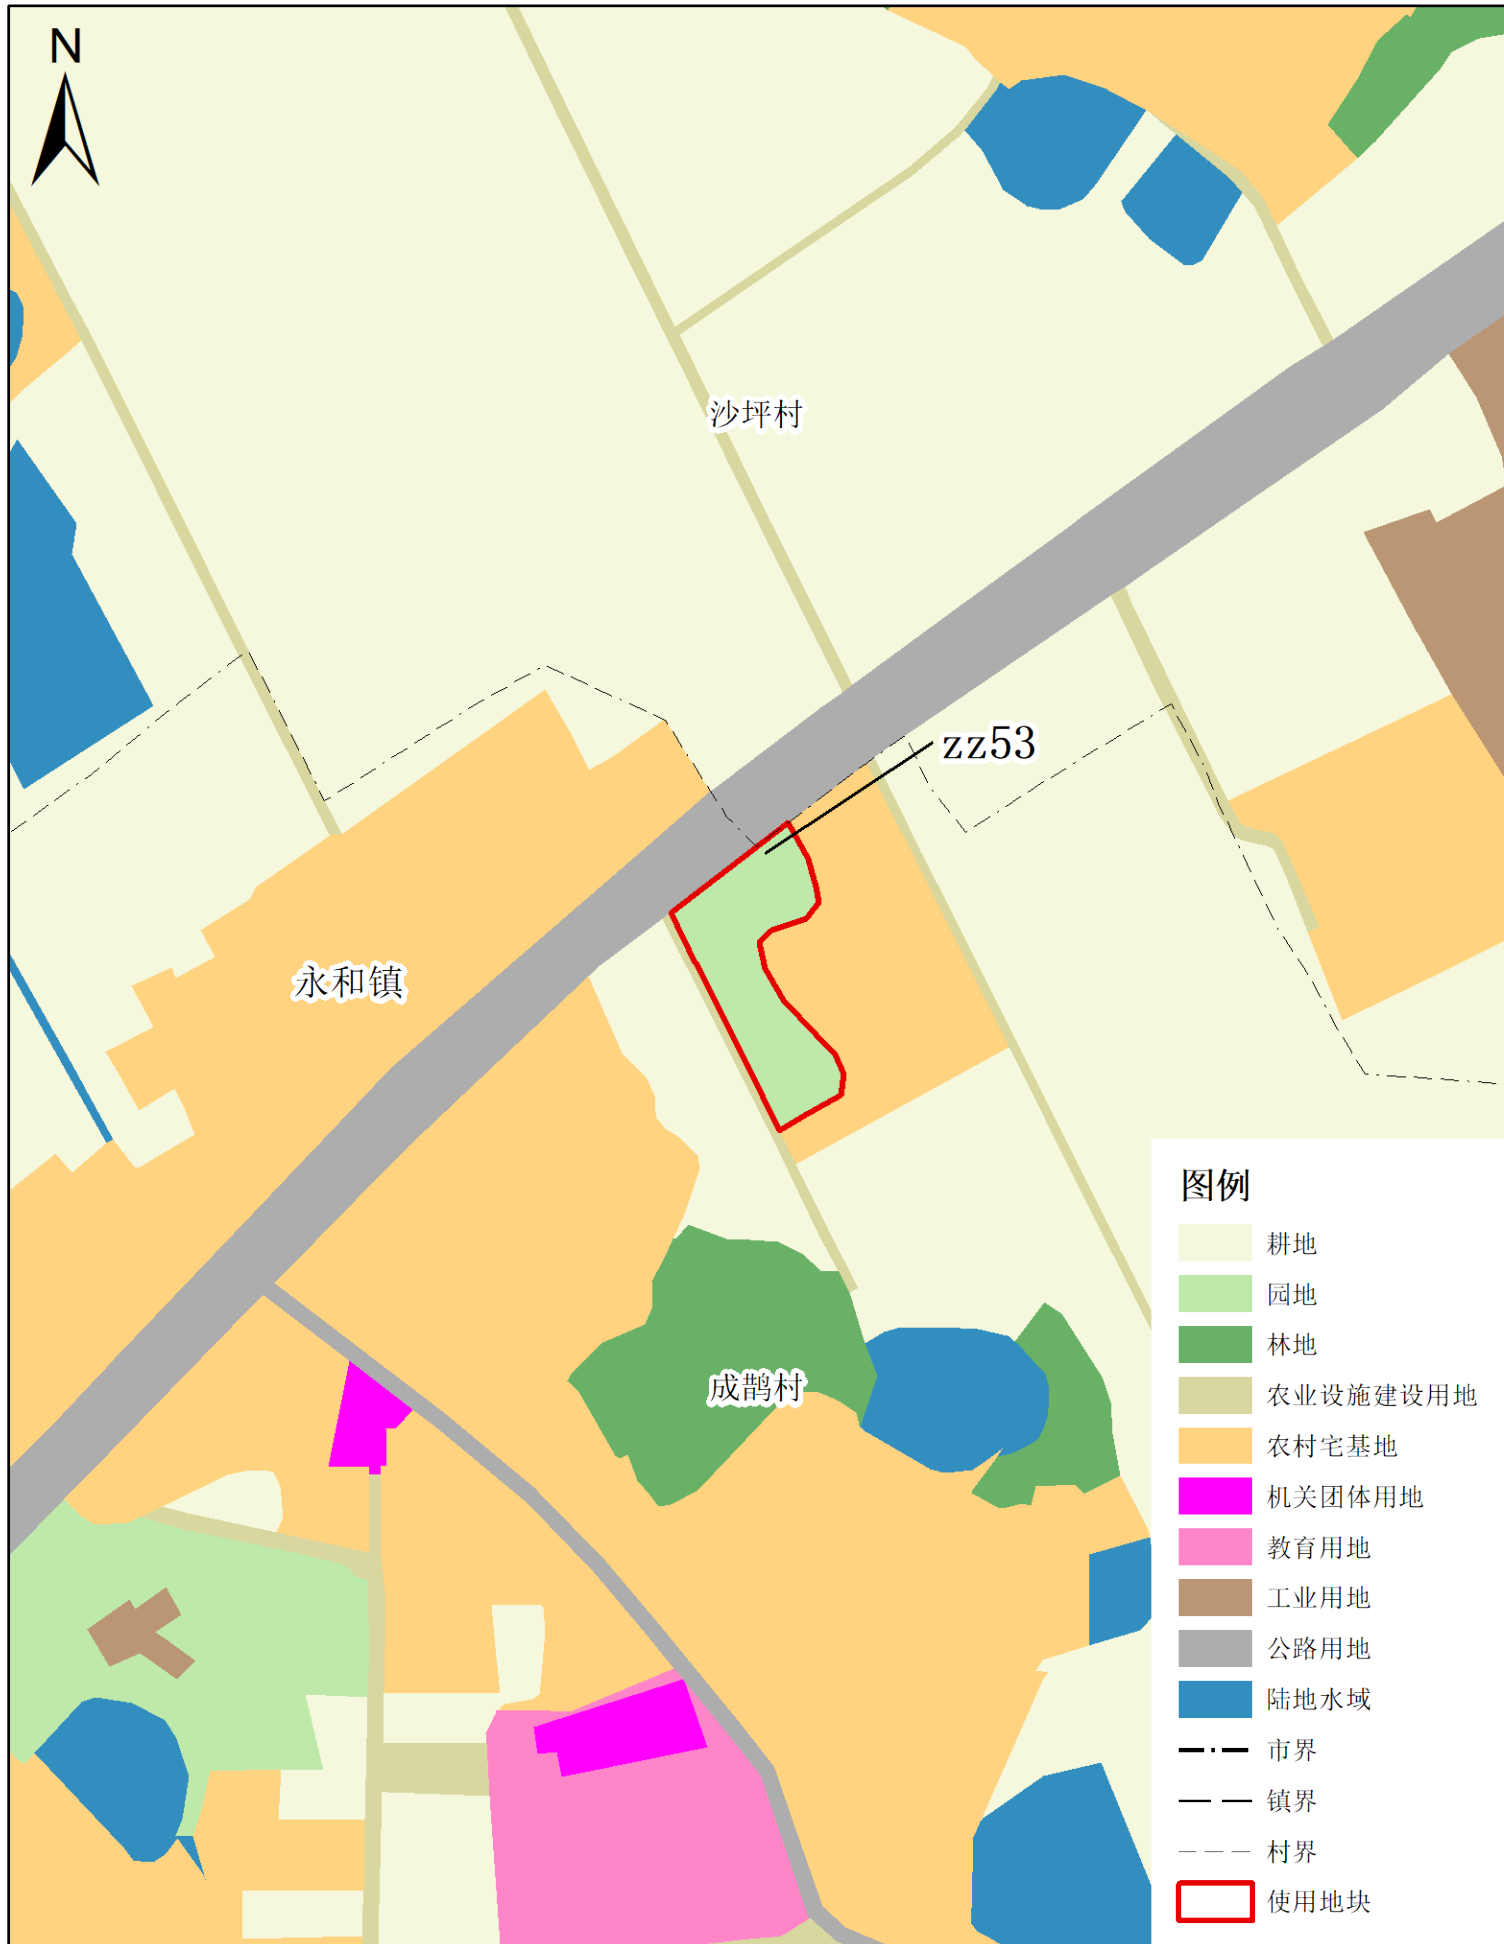 N
沙坪村
zz53
永和镇
成鹊村
图例
耕地
园地
林地
农业设施建设用地
农村宅基地
机关团体用地
教育用地
工业用地
公路用地
陆地水域
市界
镇界
村界
使用地块